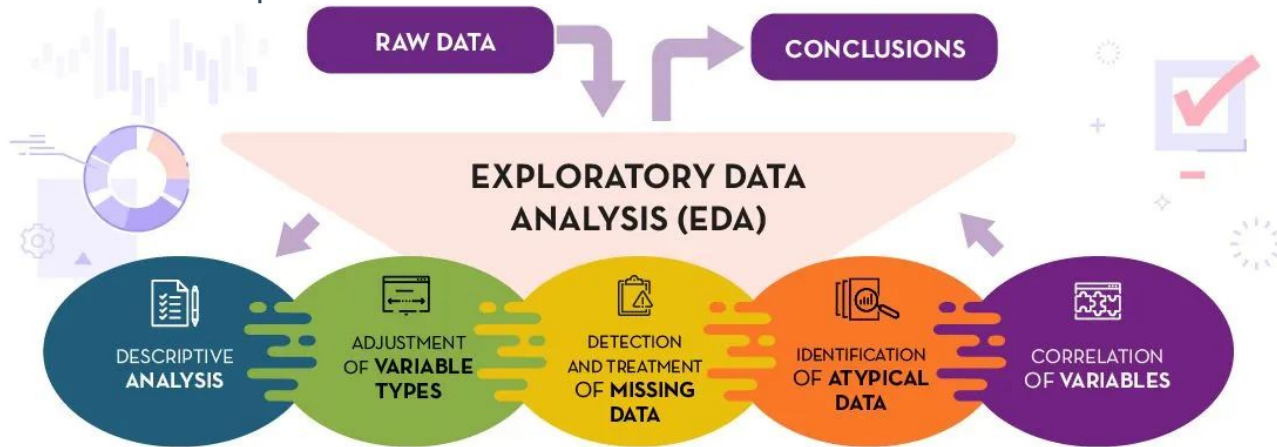 RAW DATA
CONCLUSIONS
EXPLORATORY DATA
ANALYSIS (EDA)
DESCRIPTIVE
ANALYSIS
ADJUSTMENT
OF VARIABLE
TYPES
DETECTION
AND TREATMENT
OF MISSING
DATA
IDENTIFICATION
OF ATYPICAL
DATA
CORRELATION
OF VARIABLES